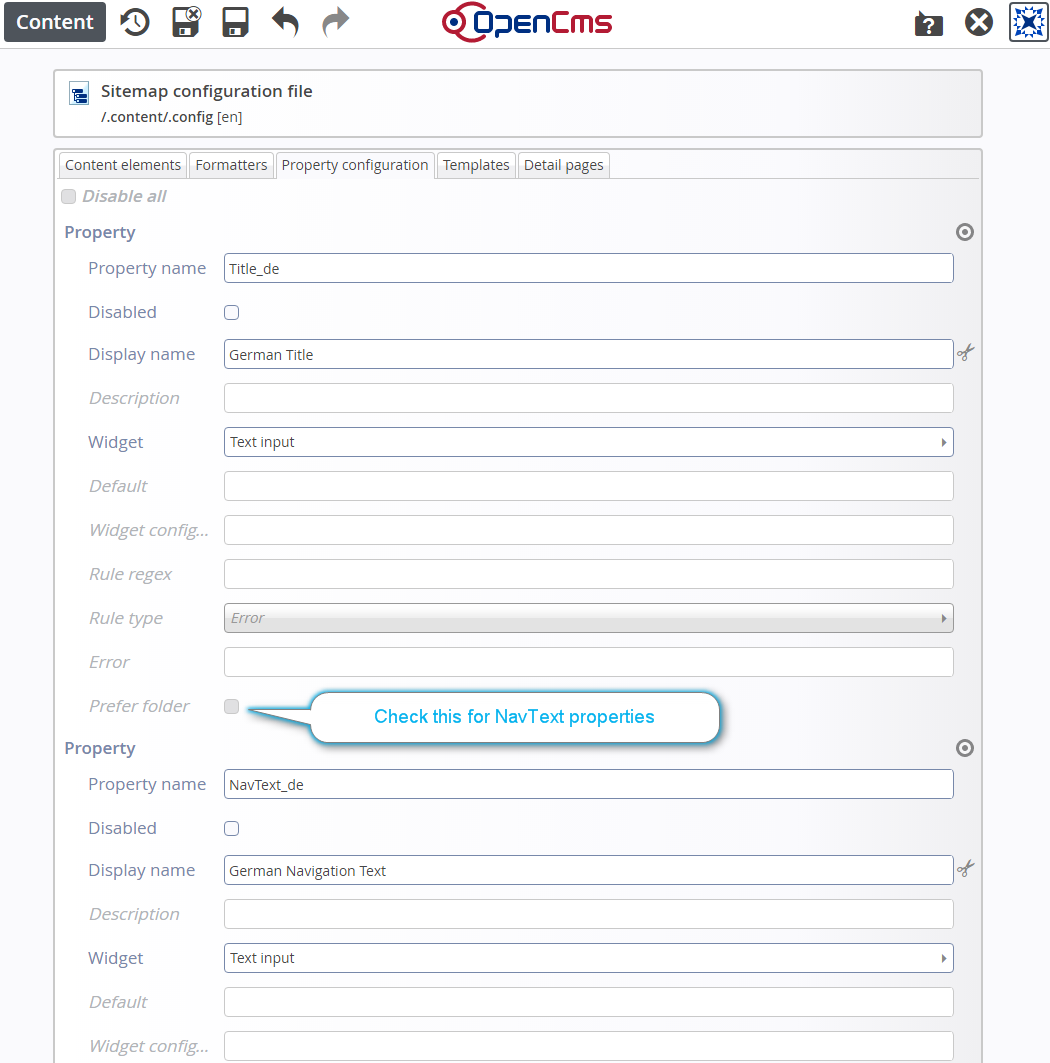 Content
OpenCms
Sitemap configuration file
/.content/.config [en]
Content elements Formatters Property configuration Templates Detail pages
Disable all
Property
Property name Title_de
Disabled
Display name German Title
Description
Widget Text input
Default
Widget config...
Rule regex
Rule type Error
Error
Prefer folder Check this for NavText properties
Property
Property name NavText_de
Disabled
Display name German Navigation Text
Description
Widget Text input
Default
Widget config...